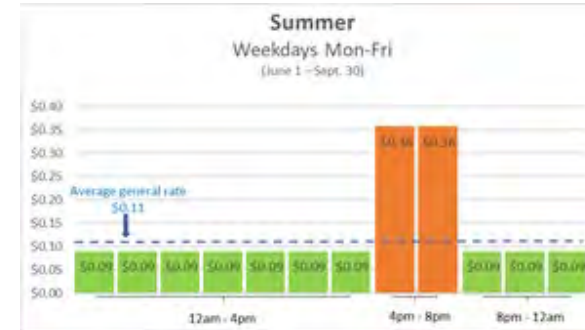 Summer
Weekdays Mon-Fri
(June 1 – Sept. 30)
$0.40
$0.35
$0.30
$0.25
$0.20
$0.15
$0.10
$0.05
$0.00
Average general rate
$0.11
$0.09 $0.09 $0.09 $0.09 $0.09 $0.09 $0.09 $0.36 $0.36 $0.09 $0.09 $0.09
12am - 4pm 4pm - 8pm 8pm - 12am